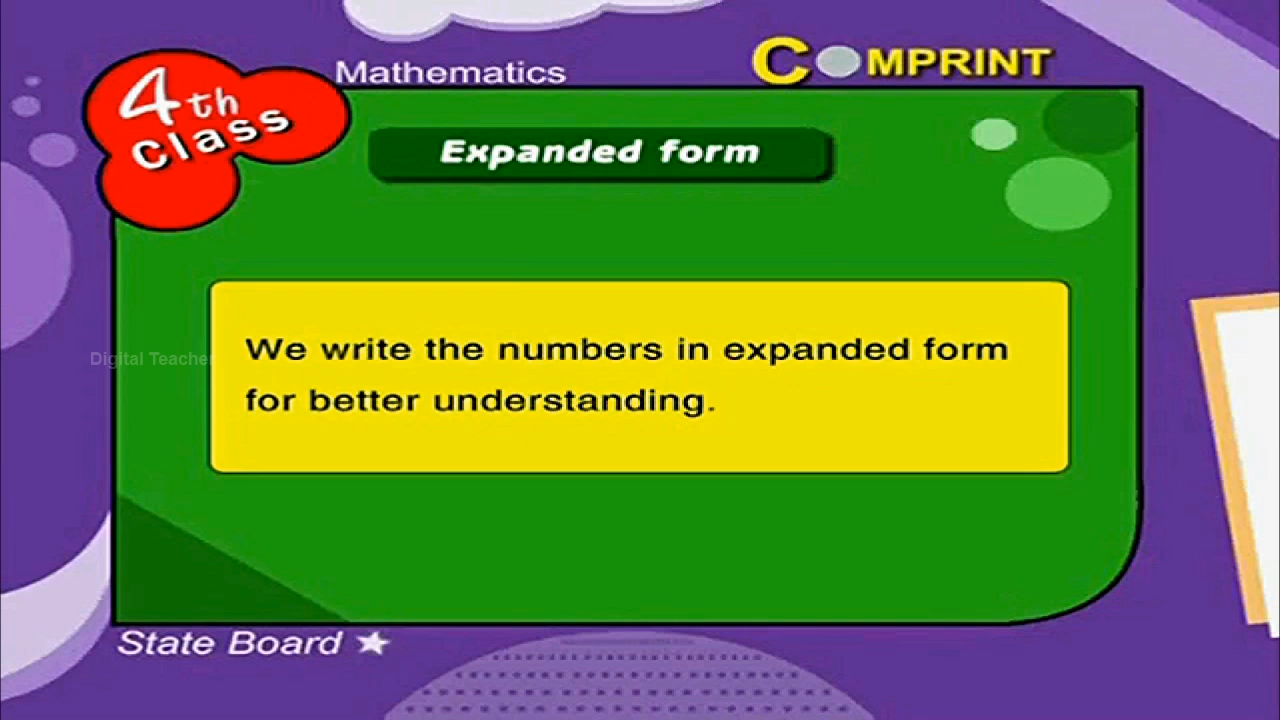 Mathematics
COMPRINT
4th
Class
Expanded form
Digital Teacher
We write the numbers in expanded form
for better understanding.
State Board